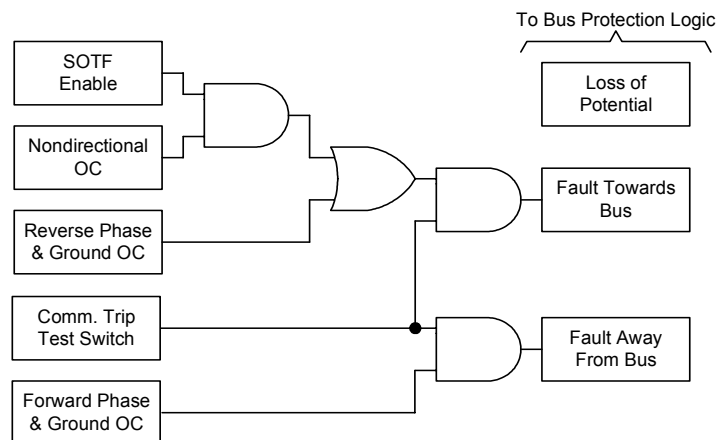 To Bus Protection Logic
SOTF
Enable
Loss of
Potential
Nondirectional
OC
Fault Towards
Bus
Reverse Phase
& Ground OC
Comm. Trip
Test Switch
Fault Away
From Bus
Forward Phase
& Ground OC